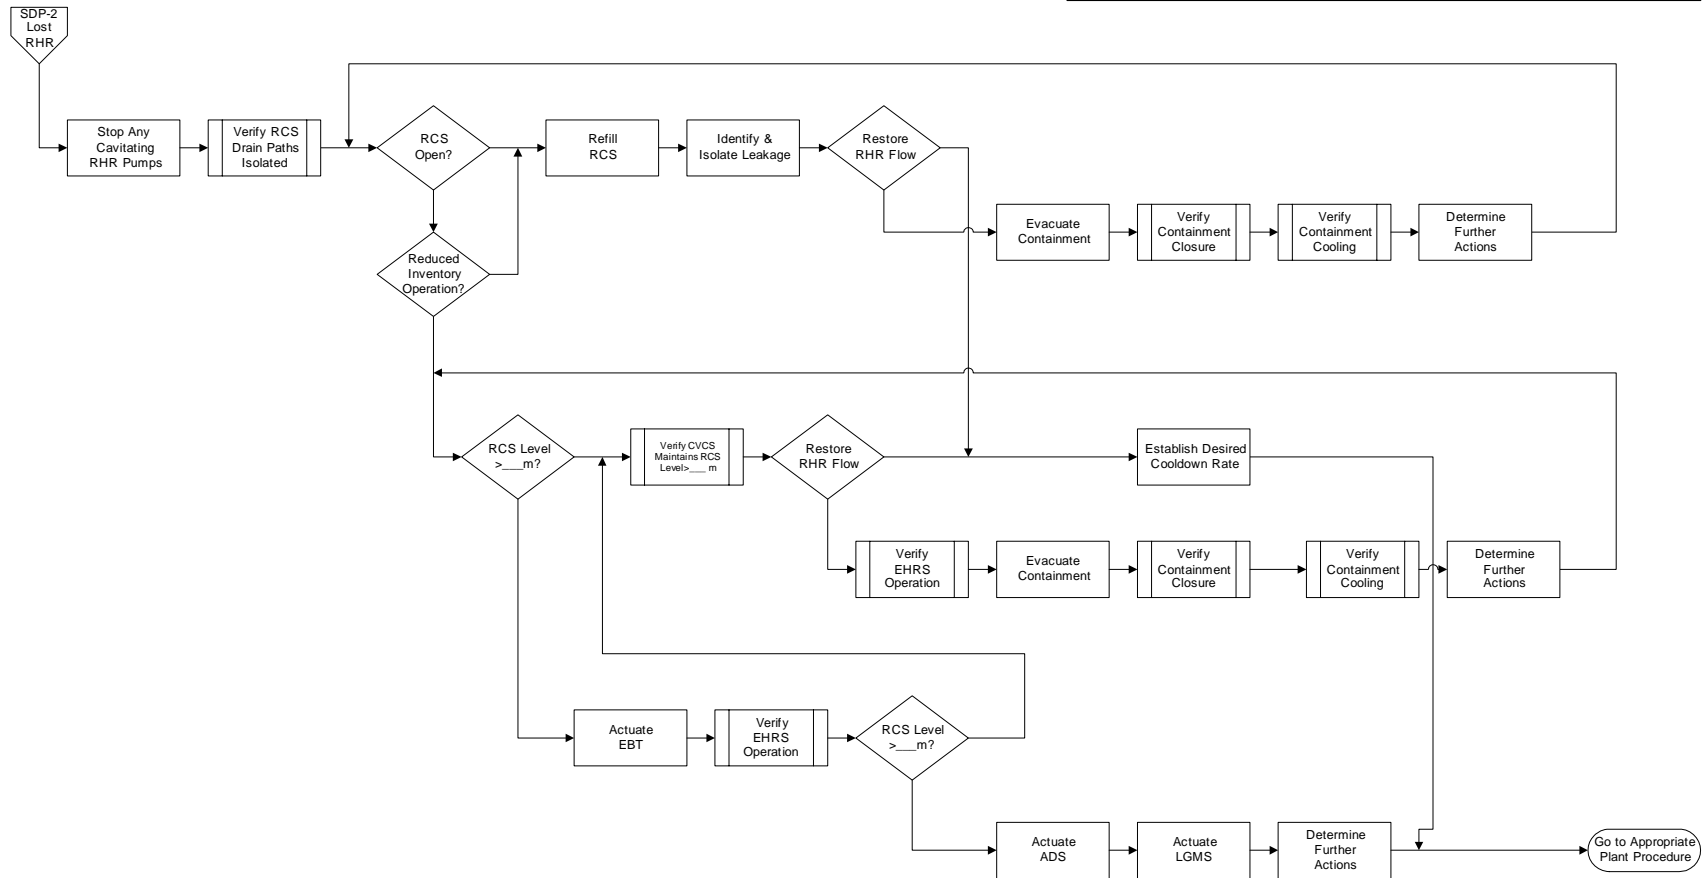 SDP-2
Lost
RHR
Stop Any
Cavitating
RHR Pumps
Verify RCS
Drain Paths
Isolated
RCS
Open?
Refill
RCS
Identify &
Isolate Leakage
Restore
RHR Flow
Evacuate
Containment
Verify
Containment
Closure
Verify
Containment
Cooling
Determine
Further
Actions
Reduced
Inventory
Operation?
RCS Level
>___m?
Verify CVCS
Maintains RCS
Level>___ m
Restore
RHR Flow
Establish Desired
Cooldown Rate
Verify
EHRS
Operation
Evacuate
Containment
Verify
Containment
Closure
Verify
Containment
Cooling
Determine
Further
Actions
Actuate
EBT
Verify
EHRS
Operation
RCS Level
>___m?
Actuate
ADS
Actuate
LGMS
Determine
Further
Actions
Go to Appropriate
Plant Procedure